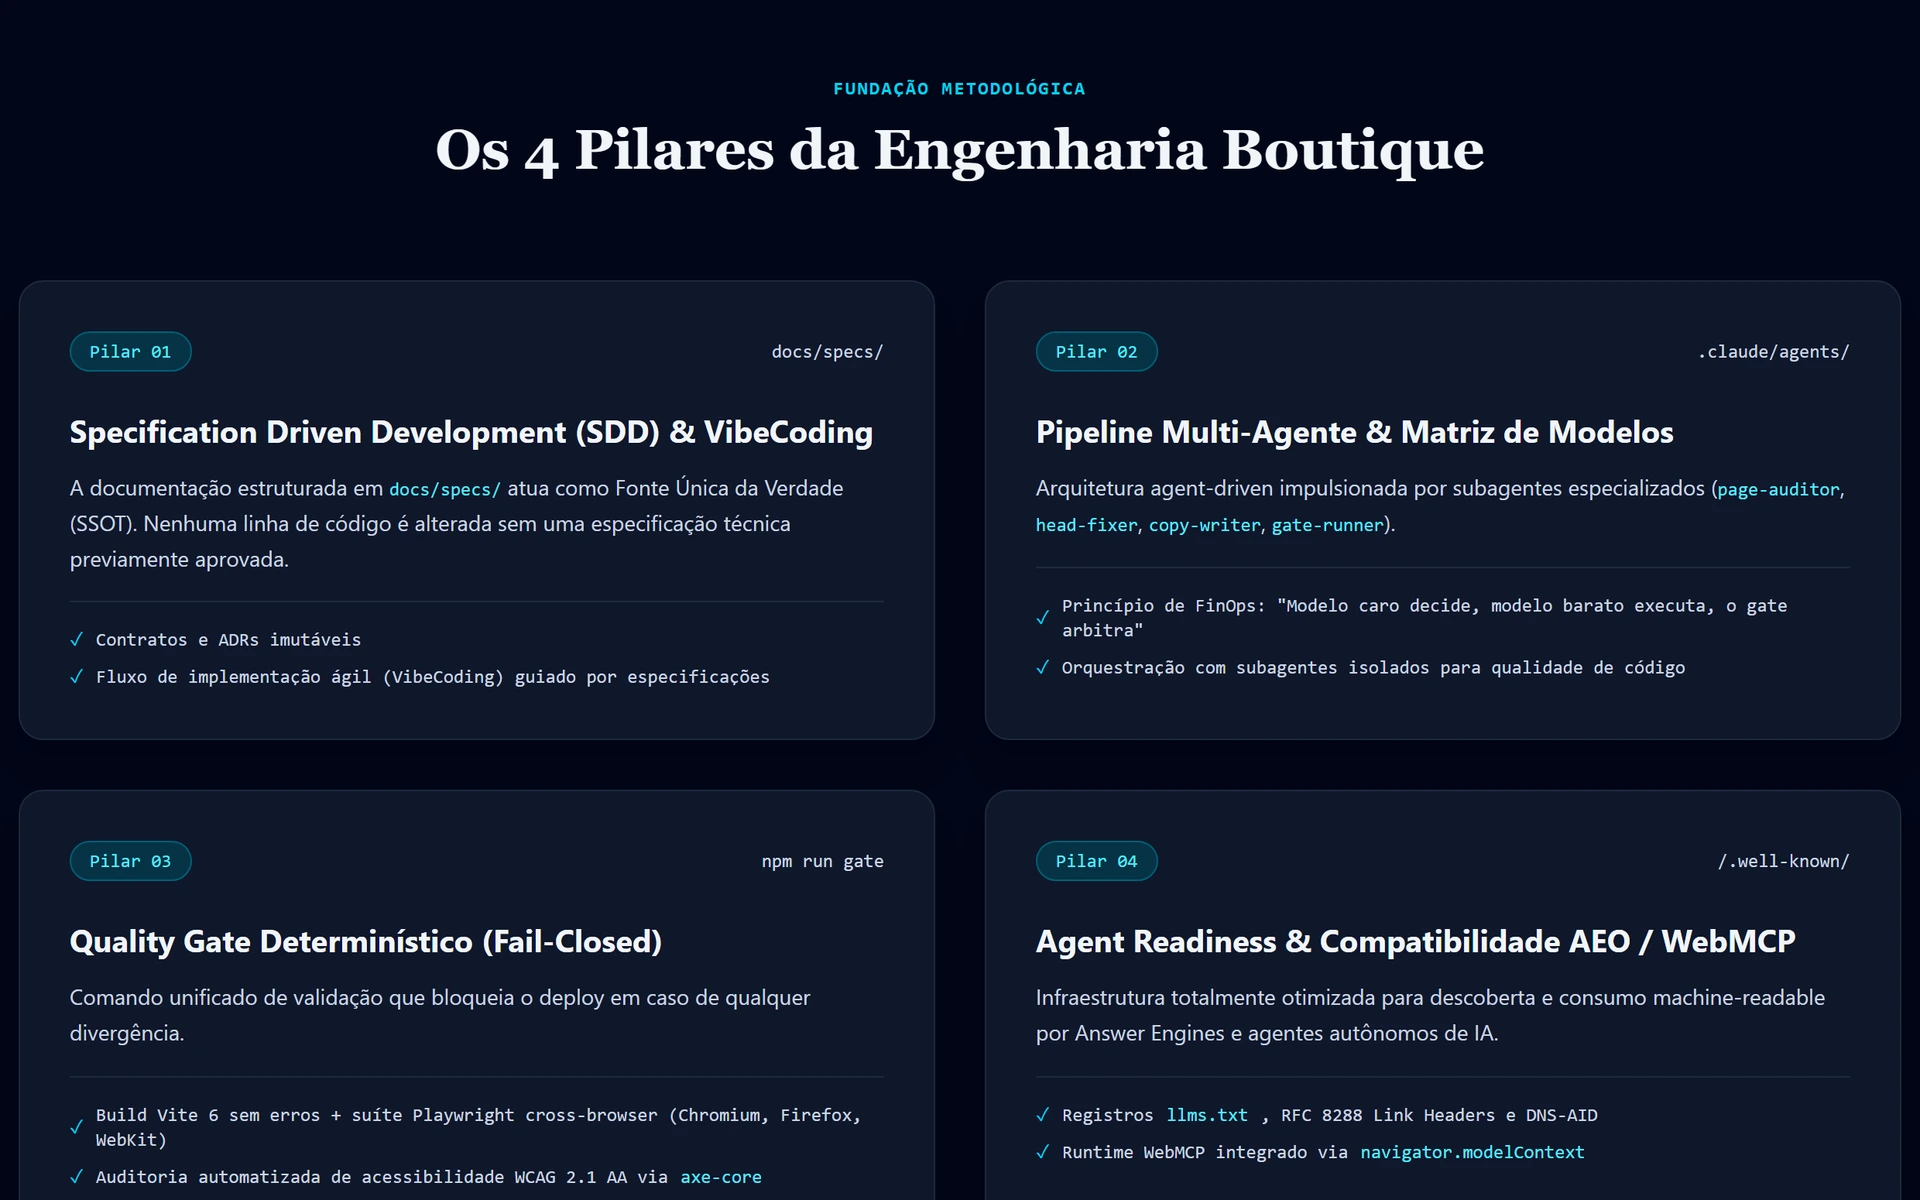 FUNDAÇÃO METODOLÓGICA
Os 4 Pilares da Engenharia Boutique
Pilar 01
docs/specs/
Specification Driven Development (SDD) & VibeCoding
A documentação estruturada em docs/specs/ atua como Fonte Única da Verdade
(SSOT). Nenhuma linha de código é alterada sem uma especificação técnica
previamente aprovada.
✓ Contratos e ADRs imutáveis
✓ Fluxo de implementação ágil (VibeCoding) guiado por especificações
Pilar 02
.claude/agents/
Pipeline Multi-Agente & Matriz de Modelos
Arquitetura agent-driven impulsionada por subagentes especializados (page-auditor,
head-fixer, copy-writer, gate-runner).
✓ Princípio de FinOps: "Modelo caro decide, modelo barato executa, o gate
arbitra"
✓ Orquestração com subagentes isolados para qualidade de código
Pilar 03
npm run gate
Quality Gate Determinístico (Fail-Closed)
Comando unificado de validação que bloqueia o deploy em caso de qualquer
divergência.
✓ Build Vite 6 sem erros + suíte Playwright cross-browser (Chromium, Firefox,
WebKit)
✓ Auditoria automatizada de acessibilidade WCAG 2.1 AA via axe-core
Pilar 04
/.well-known/
Agent Readiness & Compatibilidade AEO / WebMCP
Infraestrutura totalmente otimizada para descoberta e consumo machine-readable
por Answer Engines e agentes autônomos de IA.
✓ Registros llms.txt , RFC 8288 Link Headers e DNS-AID
✓ Runtime WebMCP integrado via navigator.modelContext